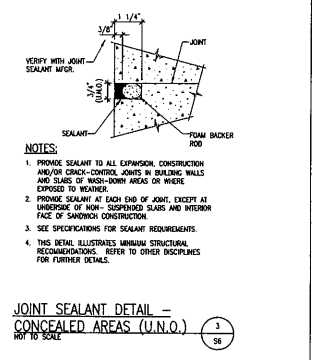 1 1/4"
3/8"
JOINT
VERIFY WITH JOINT
SEALANT MFGR.
3/4"
(U.N.O.)
SEALANT
FOAM BACKER
ROD
NOTES:
1. PROVIDE SEALANT TO ALL EXPANSION, CONSTRUCTION
AND/OR CRACK-CONTROL JOINTS IN BUILDING WALLS
AND SLABS OF WASH-DOWN AREAS OR WHERE
EXPOSED TO WEATHER.
2. PROVIDE SEALANT AT EACH END OF JOINT, EXCEPT AT
UNDERSIDE OF NON- SUSPENDED SLABS AND INTERIOR
FACE OF SANDWICH CONSTRUCTION.
3. SEE SPECIFICATIONS FOR SEALANT REQUIREMENTS.
4. THIS DETAIL ILLUSTRATES MINIMUM STRUCTURAL
RECOMMENDATIONS. REFER TO OTHER DISCIPLINES
FOR FURTHER DETAILS.
JOINT SEALANT DETAIL –
CONCEALED AREAS (U.N.O.)
NOT TO SCALE
3
S6